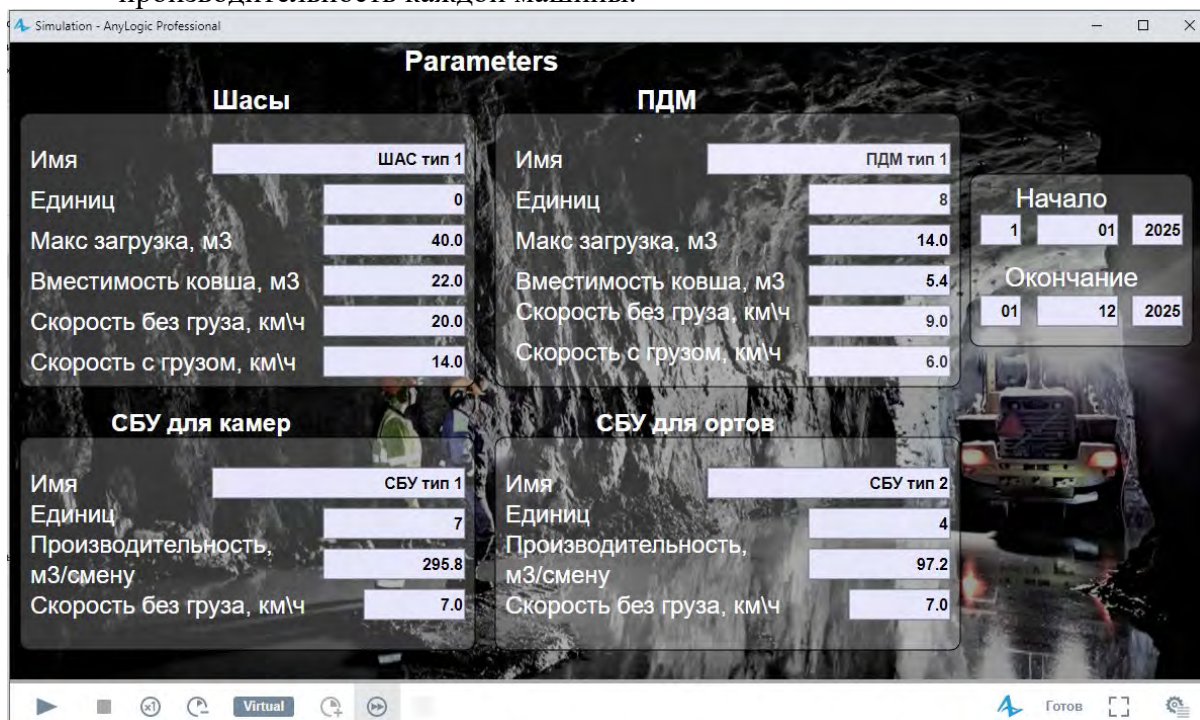 производительность каждой машины.
Simulation - AnyLogic Professional
Parameters
Шасы
Имя
ШАС тип 1
Единиц
0
Макс загрузка, м3
40.0
Вместимость ковша, м3
22.0
Скорость без груза, км\ч
20.0
Скорость с грузом, км\ч
14.0
ПДМ
Имя
ПДМ тип 1
Единиц
8
Макс загрузка, м3
14.0
Вместимость ковша, м3
5.4
Скорость без груза, км\ч
9.0
Скорость с грузом, км\ч
6.0
Начало
1 01 2025
Окончание
01 12 2025
СБУ для камер
Имя
СБУ тип 1
Единиц
7
Производительность,
м3/смену
295.8
Скорость без груза, км\ч
7.0
СБУ для ортов
Имя
СБУ тип 2
Единиц
4
Производительность,
м3/смену
97.2
Скорость без груза, км\ч
7.0
x1
Virtual
Готов